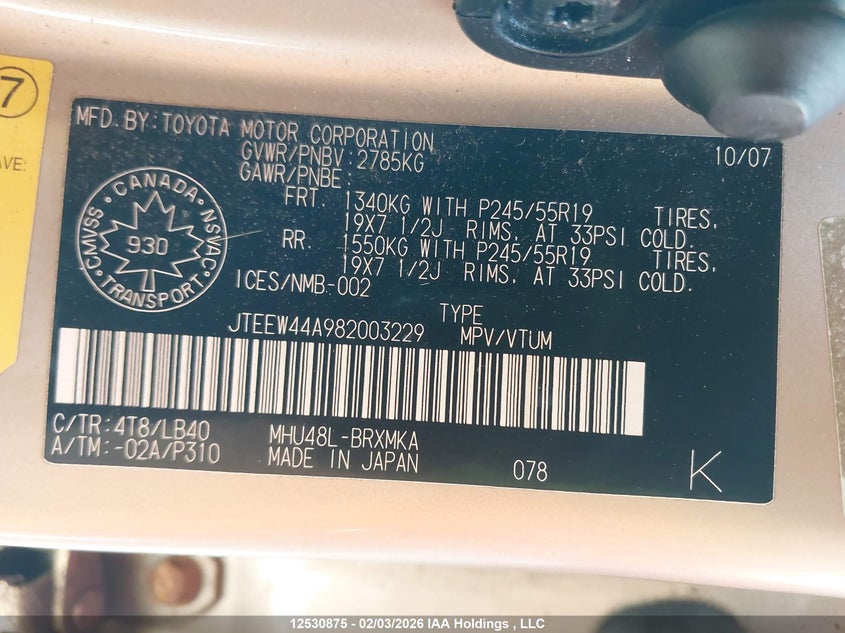 7
AVE:
MFD. BY: TOYOTA MOTOR CORPORATION 10/07
GVWR/PNBV 2785KG
GAWR/PNBE
FRT. 1340KG WITH P245/55R19 TIRES,
19X7 1/2J RIMS, AT 33PSI COLD.
RR. 1550KG WITH P245/55R19 TIRES,
19X7 1/2J RIMS, AT 33PSI COLD.
CANADA
CMVSS 930 NSVAC
TRANSPORT
ICES/NMB-002
TYPE
JTEEW44A982003229 MPV/VTUM
C/TR: 4T8/LB40 MHU48L-BRXMKA
A/TM: -02A/P310 MADE IN JAPAN 078 K
12530875 - 02/03/2026 IAA Holdings , LLC